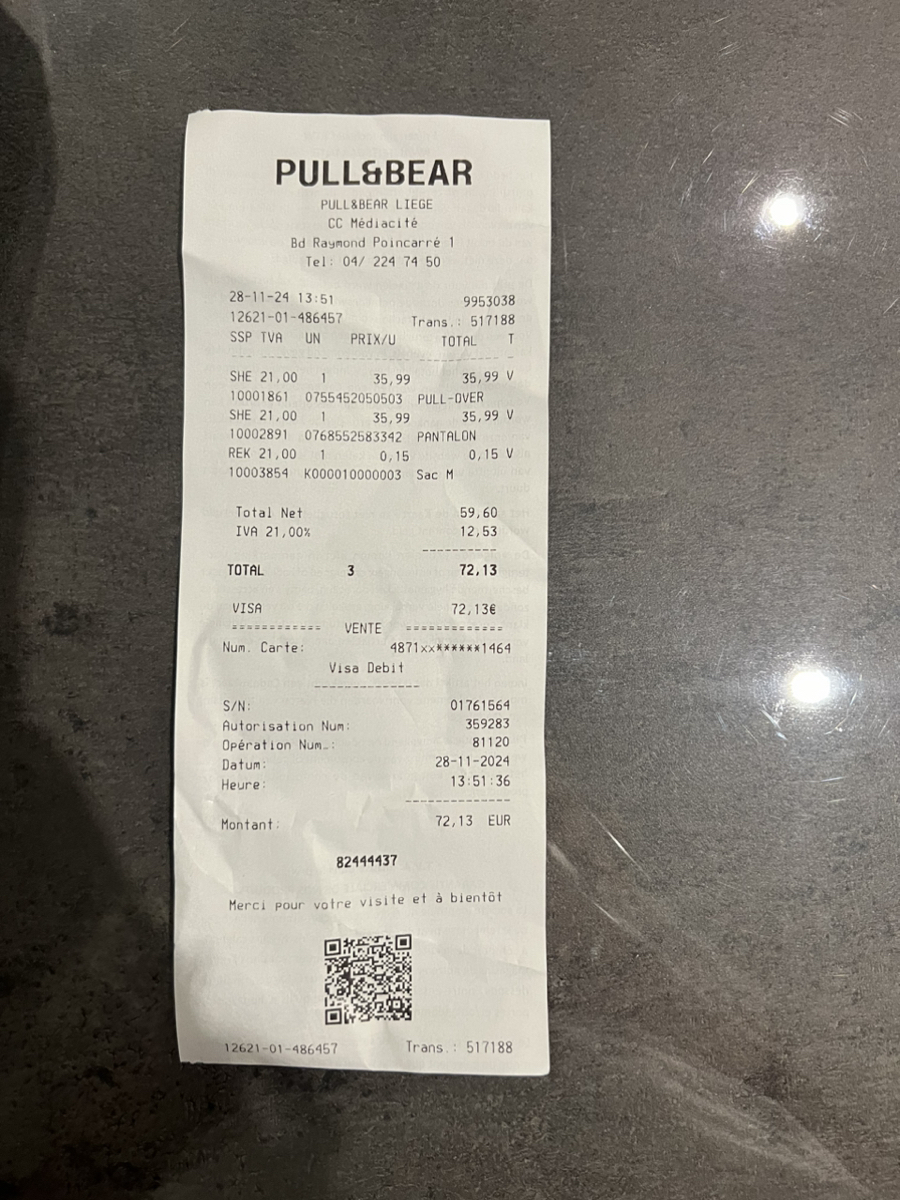 PULL&BEAR
PULL&BEAR LIEGE
CC Médiacité
Bd Raymond Poincarré 1
Tel: 04/ 224 74 50
28-11-24 13:51 9953038
12621-01-486457 Trans.: 517188
SSP TVA UN PRIX/U TOTAL T
--- --- ---- ---------- ---------- -
SHE 21,00 1 35,99 35,99 V
10001861 0755452050503 PULL-OVER
SHE 21,00 1 35,99 35,99 V
10002891 0768552583342 PANTALON
REK 21,00 1 0,15 0,15 V
10003854 K000010000003 Sac M
Total Net 59,60
IVA 21,00% 12,53
----------
TOTAL 3 72,13
VISA 72,13€
============ VENTE =============
Num. Carte: 4871xx******1464
Visa Debit
--------------
S/N: 01761564
Autorisation Num: 359283
Opération Num.: 81120
Datum: 28-11-2024
Heure: 13:51:36
--------------
Montant: 72,13 EUR
82444437
Merci pour votre visite et à bientôt
12621-01-486457 Trans.: 517188